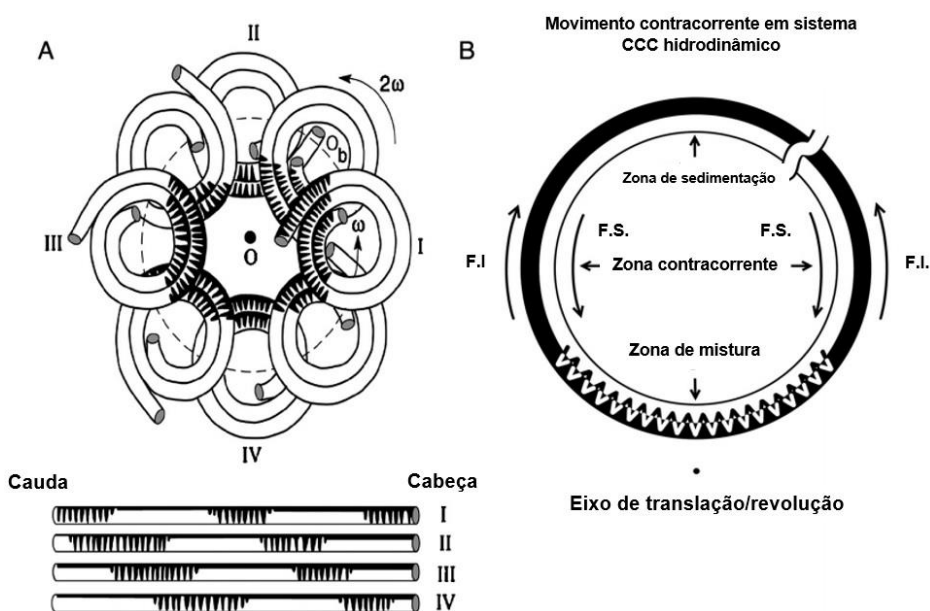 A
II
2ω
O_b
III
ω
O
I
IV
Cauda
Cabeça
I
II
III
IV
Movimento contracorrente em sistema
CCC hidrodinâmico
B
Zona de sedimentação
F.S.
F.S.
F.I
Zona contracorrente
F.I.
Zona de mistura
Eixo de translação/revolução